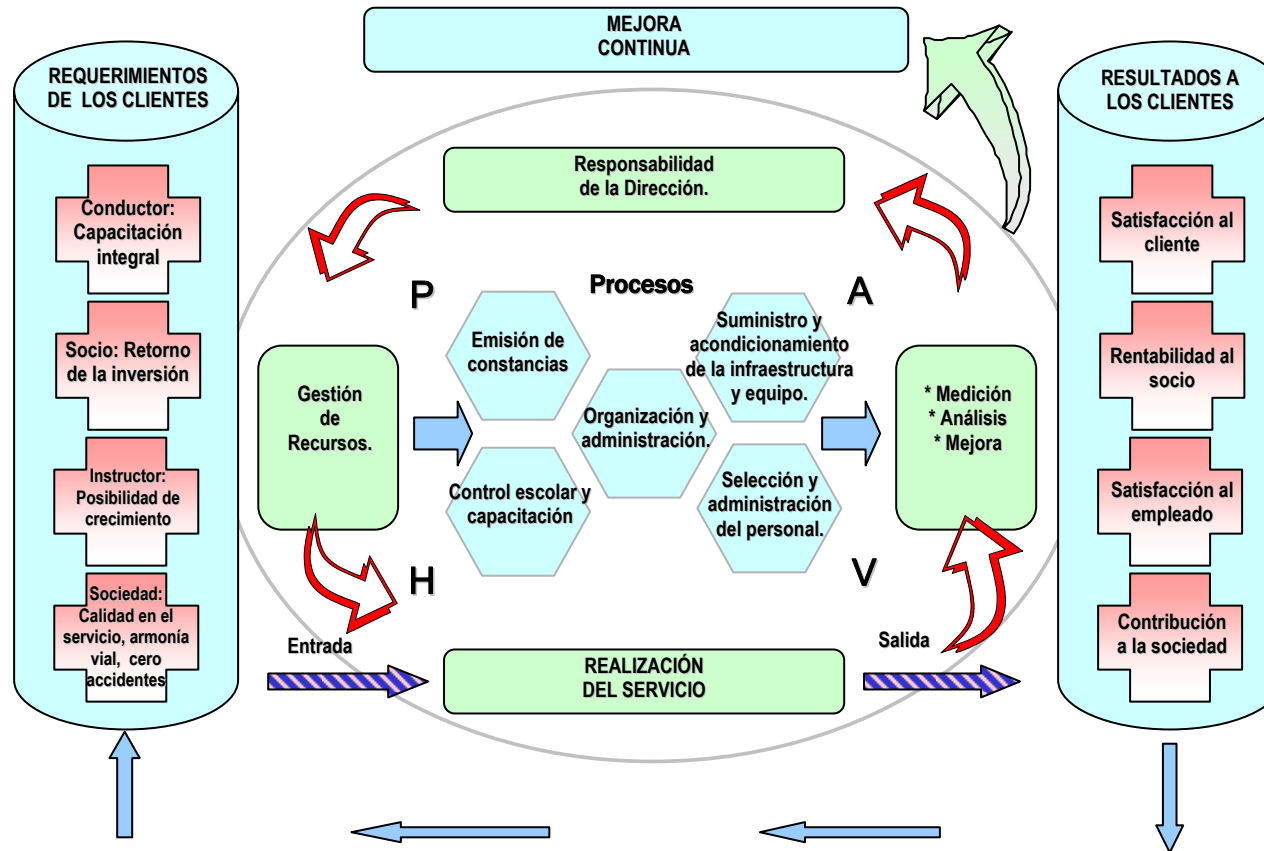 MEJORA
CONTINUA
REQUERIMIENTOS
DE LOS CLIENTES
Conductor:
Capacitación
integral
Socio: Retorno
de la inversión
Instructor:
Posibilidad de
crecimiento
Sociedad:
Calidad en el
servicio, armonía
vial, cero
accidentes
Responsabilidad
de la Dirección.
P
Procesos
A
Gestión
de
Recursos.
Emisión de
constancias
Suministro y
acondicionamiento
de la infraestructura
y equipo.
Organización y
administración.
Control escolar y
capacitación
Selección y
administración
del personal.
* Medición
* Análisis
* Mejora
H
V
Entrada
REALIZACIÓN
DEL SERVICIO
Salida
RESULTADOS A
LOS CLIENTES
Satisfacción al
cliente
Rentabilidad al
socio
Satisfacción al
empleado
Contribución
a la sociedad